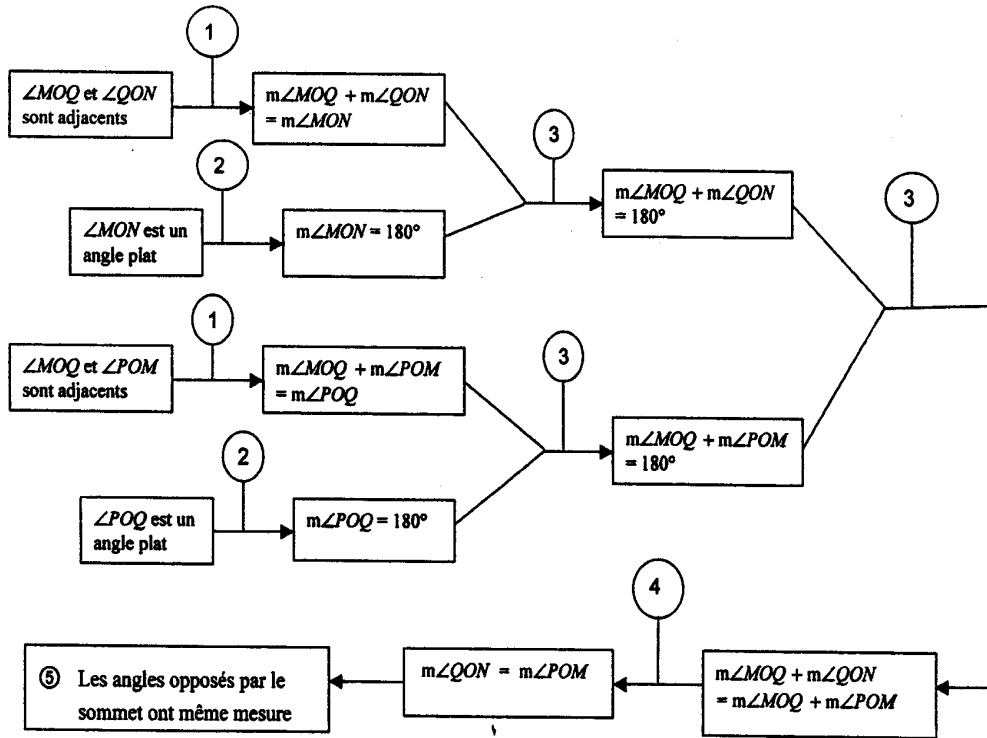 1
∠MOQ et ∠QON
sont adjacents
m∠MOQ + m∠QON
= m∠MON
2
∠MON est un
angle plat
m∠MON = 180°
3
m∠MOQ + m∠QON
= 180°
3
1
∠MOQ et ∠POM
sont adjacents
m∠MOQ + m∠POM
= m∠POQ
2
∠POQ est un
angle plat
m∠POQ = 180°
3
m∠MOQ + m∠POM
= 180°
4
m∠MOQ + m∠QON
= m∠MOQ + m∠POM
m∠QON = m∠POM
⑤ Les angles opposés par le
sommet ont même mesure